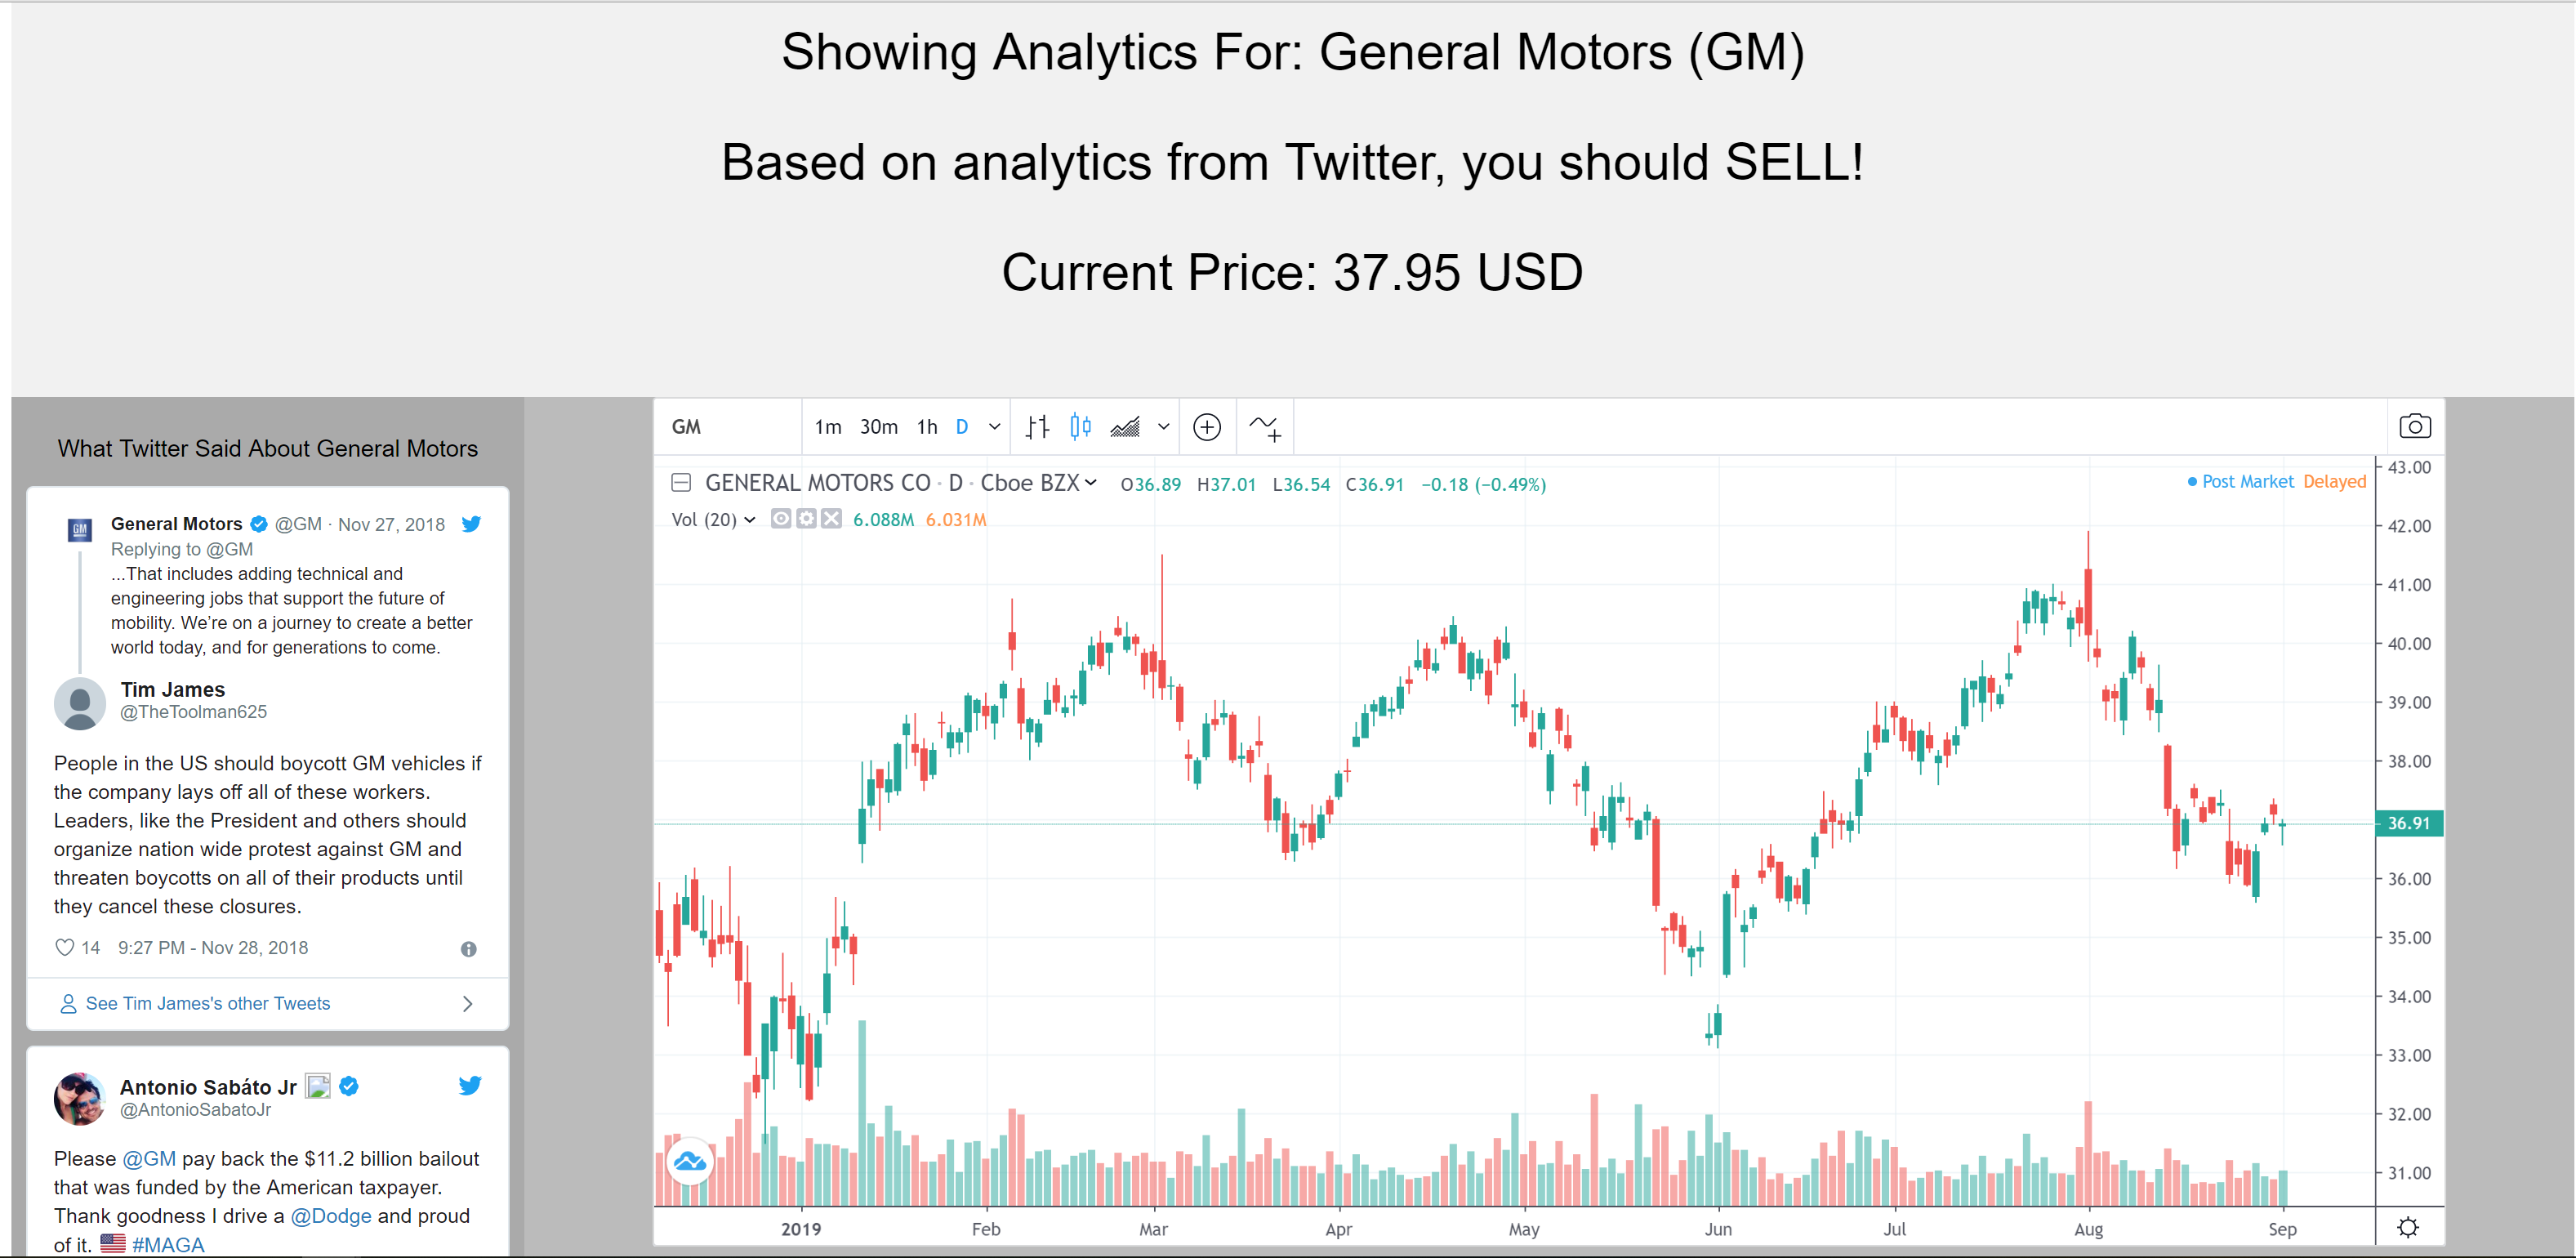 Showing Analytics For: General Motors (GM)
Based on analytics from Twitter, you should SELL!
Current Price: 37.95 USD
What Twitter Said About General Motors
GM
General Motors @GM · Nov 27, 2018
Replying to @GM
...That includes adding technical and
engineering jobs that support the future of
mobility. We're on a journey to create a better
world today, and for generations to come.
Tim James
@TheToolman625
People in the US should boycott GM vehicles if
the company lays off all of these workers.
Leaders, like the President and others should
organize nation wide protest against GM and
threaten boycotts on all of their products until
they cancel these closures.
14 9:27 PM - Nov 28, 2018
See Tim James's other Tweets
Antonio Sabáto Jr
@AntonioSabatoJr
Please @GM pay back the $11.2 billion bailout
that was funded by the American taxpayer.
Thank goodness I drive a @Dodge and proud
of it. #MAGA
GM 1m 30m 1h D
GENERAL MOTORS CO · D · Cboe BZX O36.89 H37.01 L36.54 C36.91 −0.18 (−0.49%)
Post Market Delayed
Vol (20) 6.088M 6.031M
43.00
42.00
41.00
40.00
39.00
38.00
36.91
36.00
35.00
34.00
33.00
32.00
31.00
2019 Feb Mar Apr May Jun Jul Aug Sep